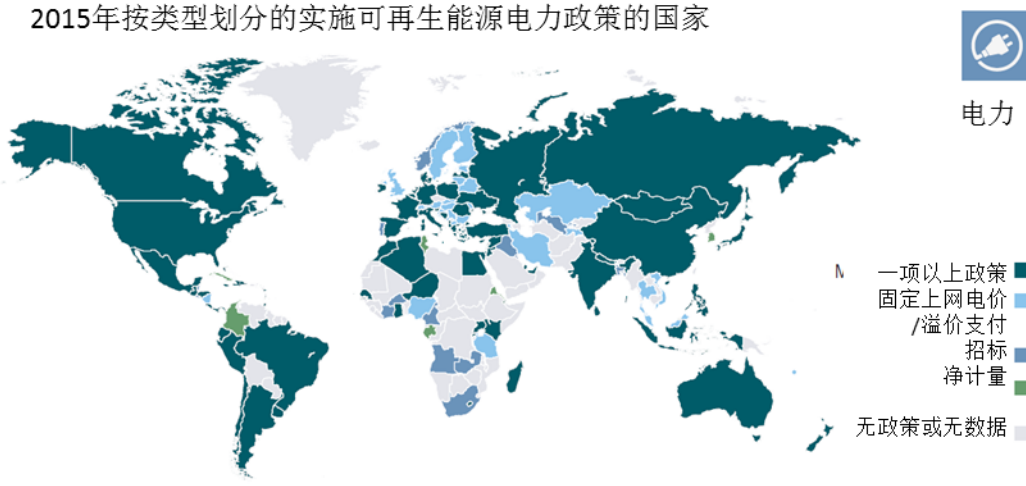 2015年按类型划分的实施可再生能源电力政策的国家
电力
一项以上政策
固定上网电价
/溢价支付
招标
净计量
无政策或无数据